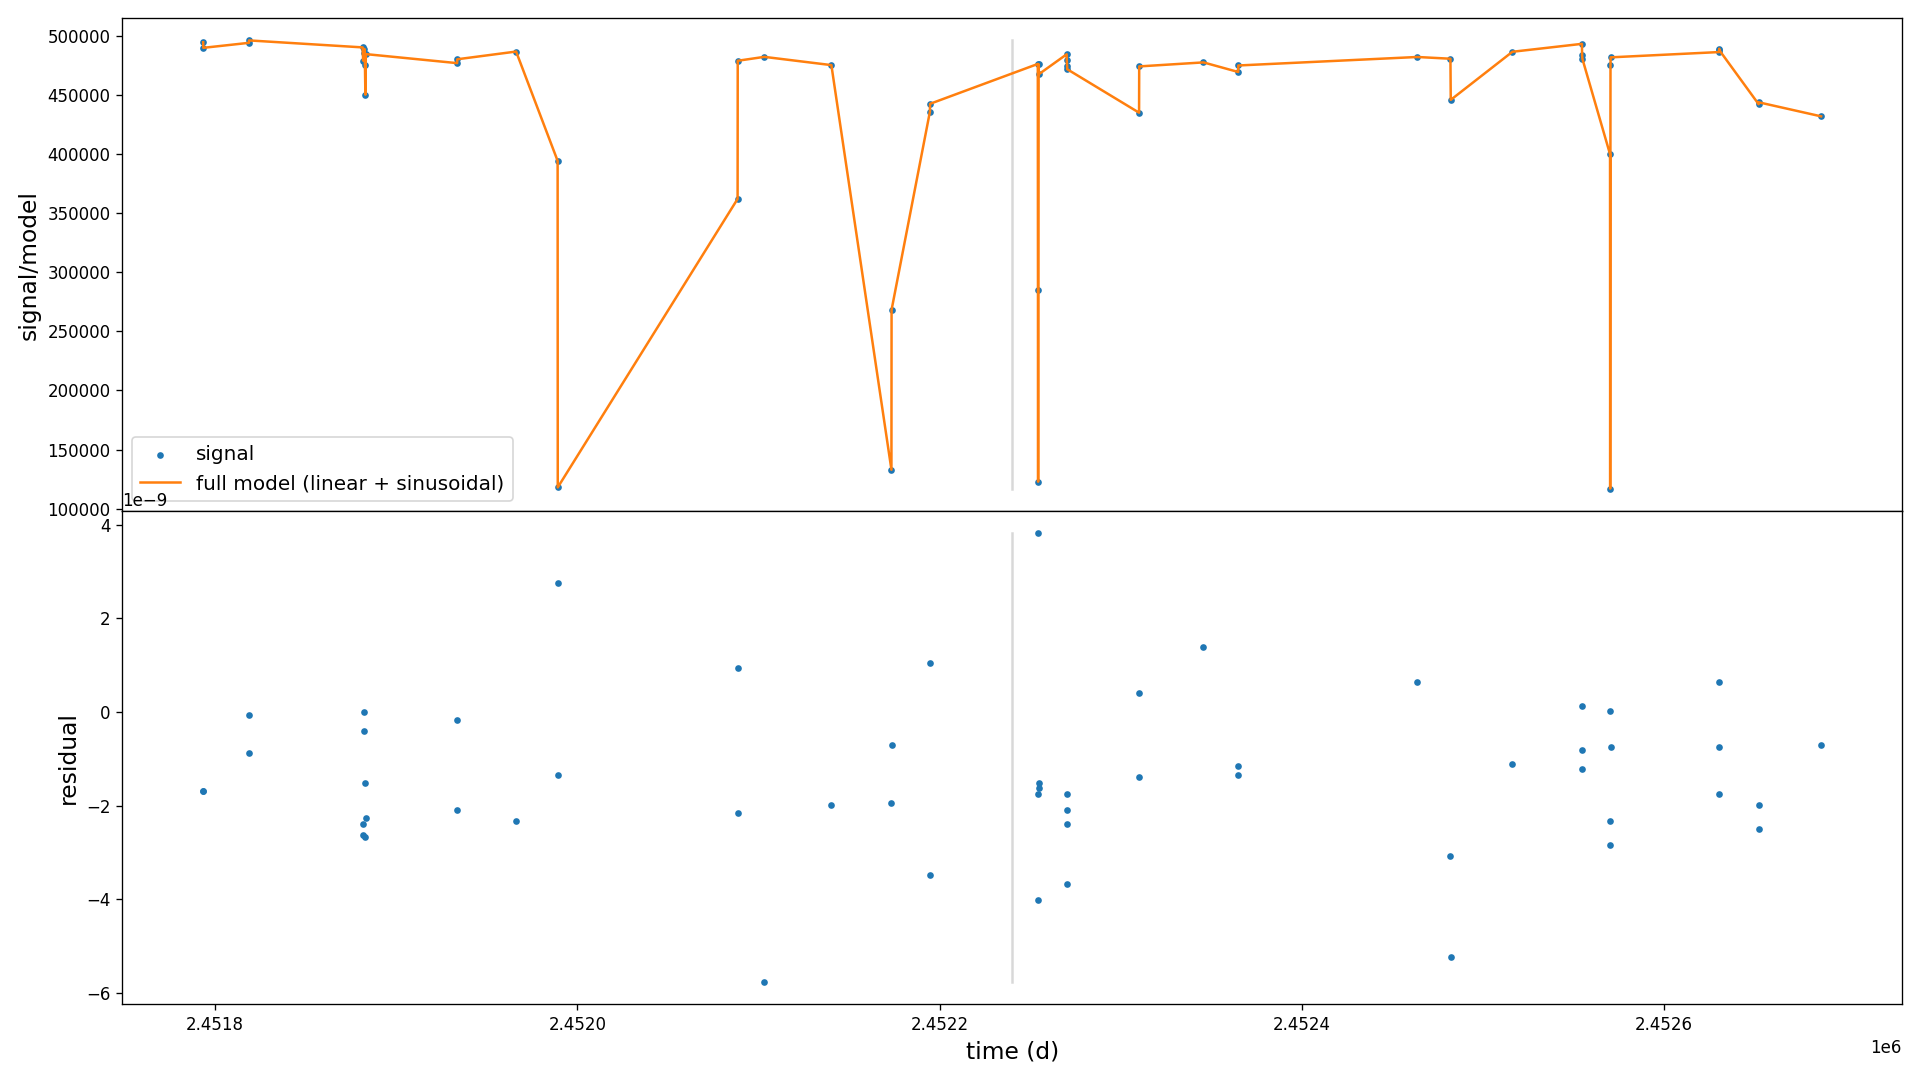 500000
450000
400000
350000
300000
250000
200000
150000
100000
signal/model
signal
full model (linear + sinusoidal)
1e−9
4
2
0
−2
−4
−6
residual
2.4518
2.4520
2.4522
2.4524
2.4526
1e6
time (d)